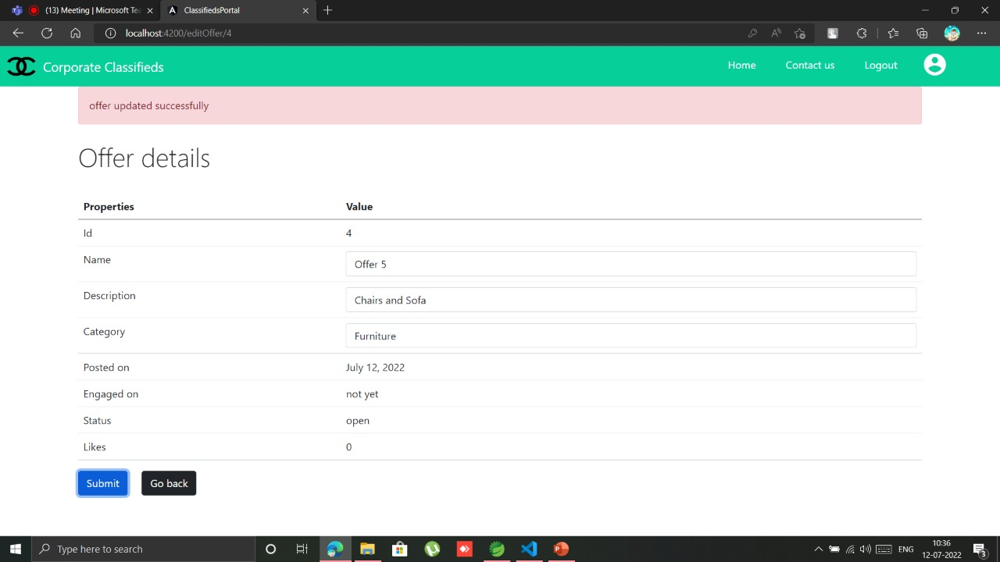 (13) Meeting | Microsoft Tea
ClassifiedsPortal
localhost:4200/editOffer/4
Corporate Classifieds
Home
Contact us
Logout
offer updated successfully
Offer details
Properties Value
Id 4
Name Offer 5
Description Chairs and Sofa
Category Furniture
Posted on July 12, 2022
Engaged on not yet
Status open
Likes 0
Submit Go back
Type here to search
ENG
10:36
12-07-2022
3